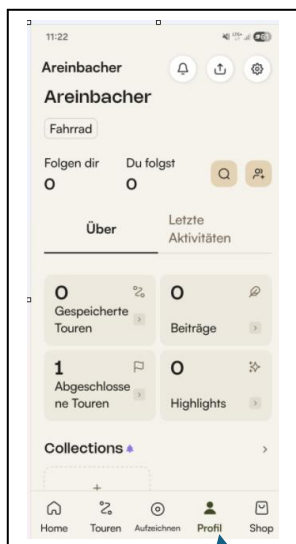 11:22
Areinbacher
Areinbacher
Fahrrad
Folgen dir Du folgst
0 0
Über Letzte
Aktivitäten
0
Gespeicherte
Touren
0
Beiträge
1
Abgeschlosse
ne Touren
0
Highlights
Collections
Home Touren Aufzeichnen Profil Shop